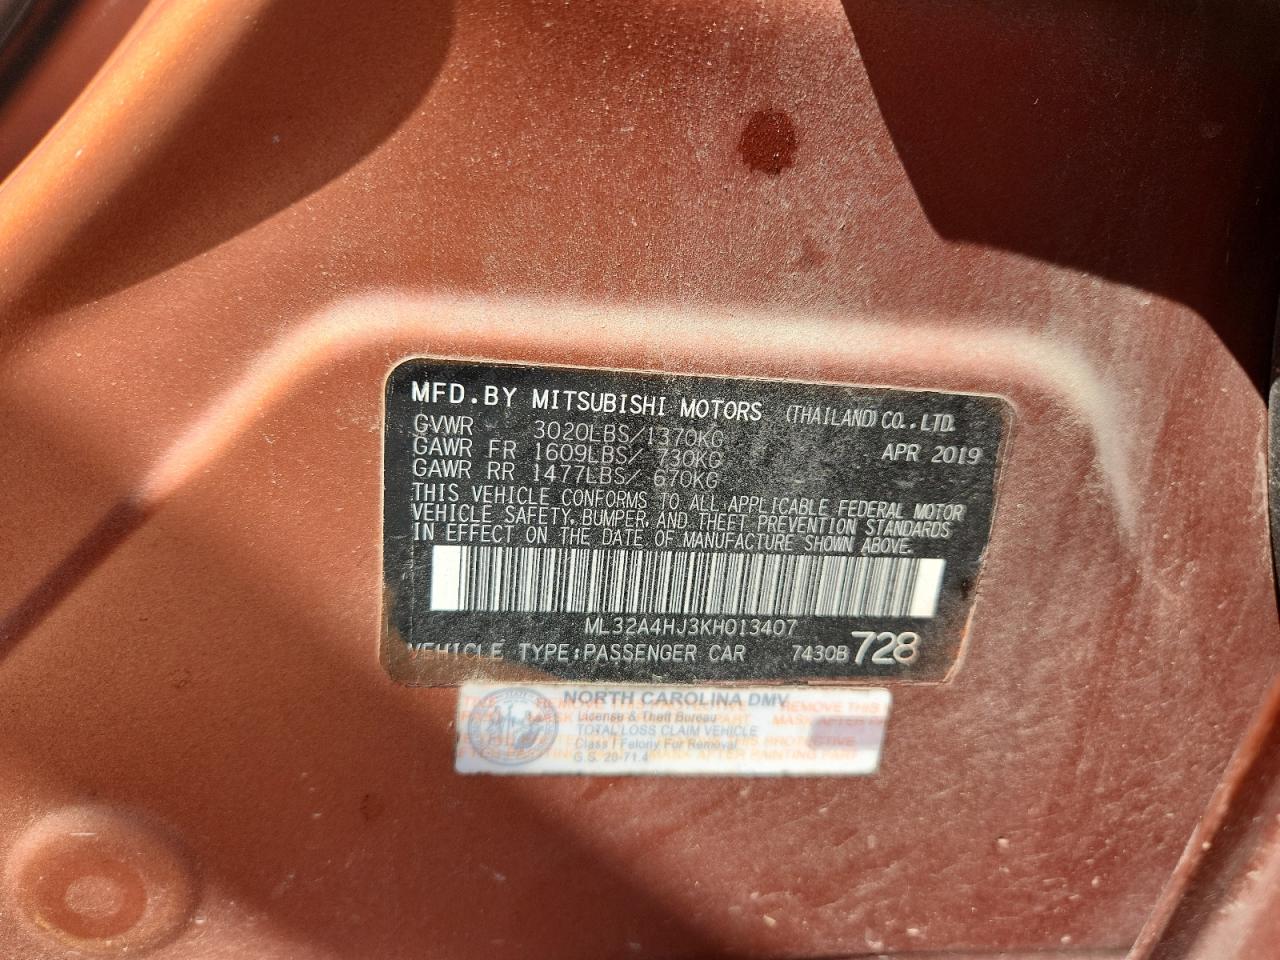 MFD.BY MITSUBISHI MOTORS (THAILAND) CO.,LTD.
GVWR 3020LBS/1370KG APR 2019
GAWR FR 1609LBS/ 730KG
GAWR RR 1477LBS/ 670KG
THIS VEHICLE CONFORMS TO ALL APPLICABLE FEDERAL MOTOR
VEHICLE SAFETY, BUMPER, AND THEFT PREVENTION STANDARDS
IN EFFECT ON THE DATE OF MANUFACTURE SHOWN ABOVE.
ML32A4HJ3KH013407
VEHICLE TYPE:PASSENGER CAR 7430B 728
NORTH CAROLINA DMV
License & Theft Bureau
TOTAL LOSS CLAIM VEHICLE
Class I Felony For Removal
G.S. 20-71.4